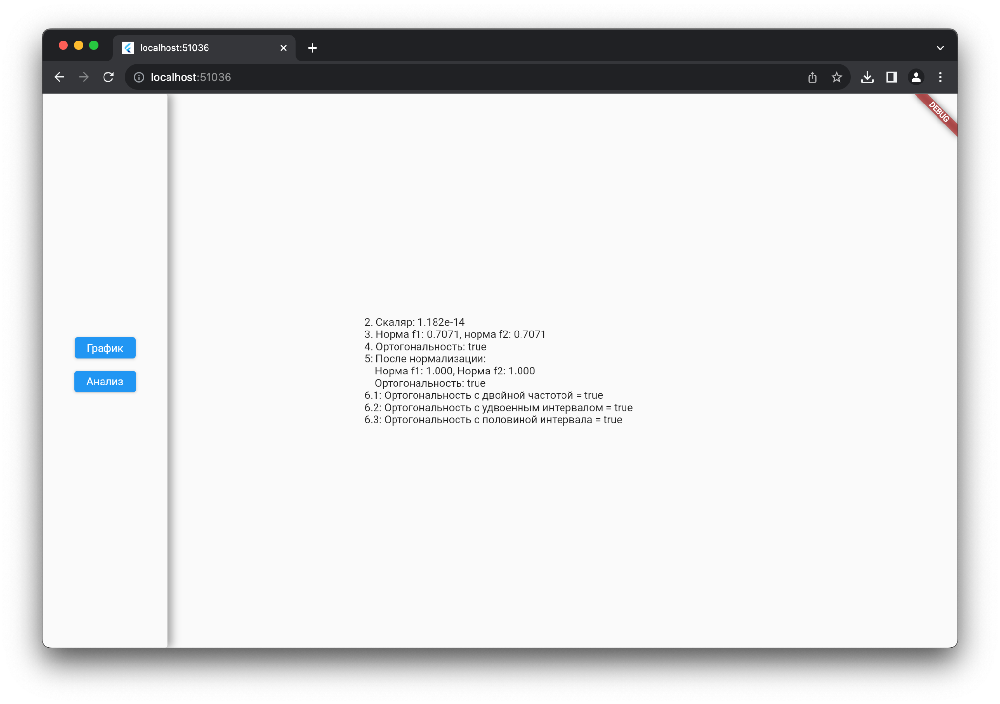 localhost:51036
localhost:51036
DEBUG
График
Анализ
2. Скаляр: 1.182e-14
3. Норма f1: 0.7071, норма f2: 0.7071
4. Ортогональность: true
5: После нормализации:
Норма f1: 1.000, Норма f2: 1.000
Ортогональность: true
6.1: Ортогональность с двойной частотой = true
6.2: Ортогональность с удвоенным интервалом = true
6.3: Ортогональность с половиной интервала = true